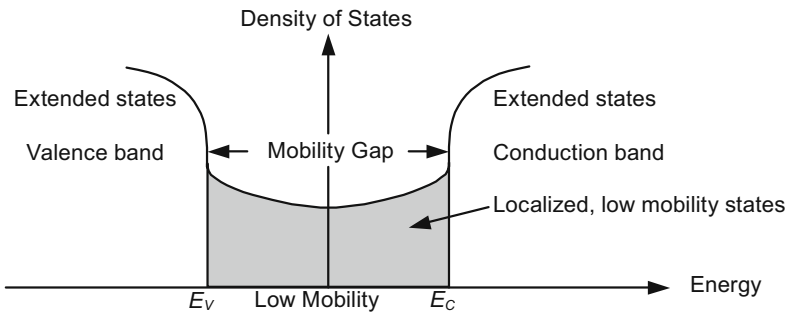 Density of States
Extended states
Extended states
Valence band
Mobility Gap
Conduction band
Localized, low mobility states
Energy
E_V
Low Mobility
E_C